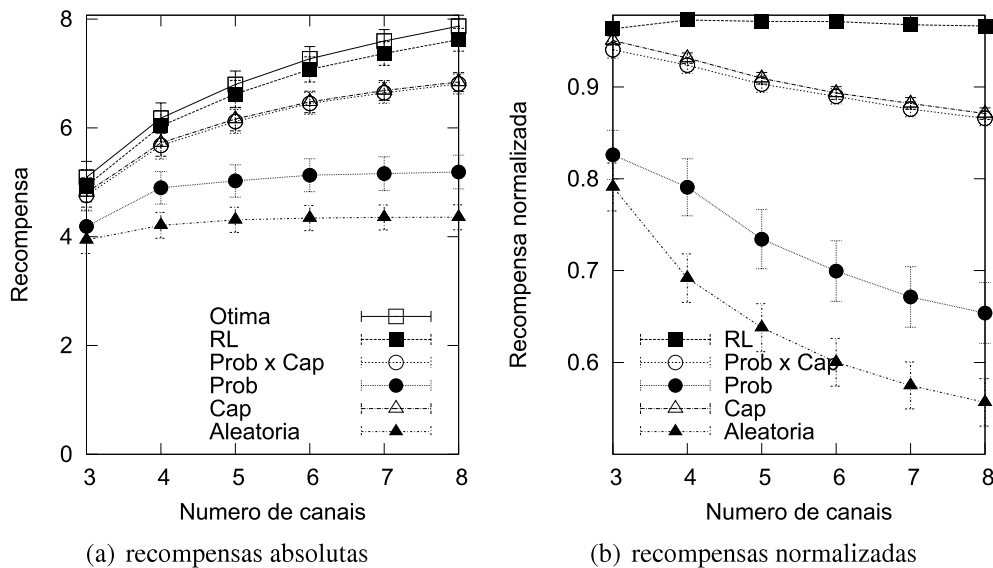 8
6
4
2
0
Recompensa
Otima
RL
Prob x Cap
Prob
Cap
Aleatoria
3 4 5 6 7 8
Numero de canais
(a) recompensas absolutas
0.9
0.8
0.7
0.6
Recompensa normalizada
RL
Prob x Cap
Prob
Cap
Aleatoria
3 4 5 6 7 8
Numero de canais
(b) recompensas normalizadas